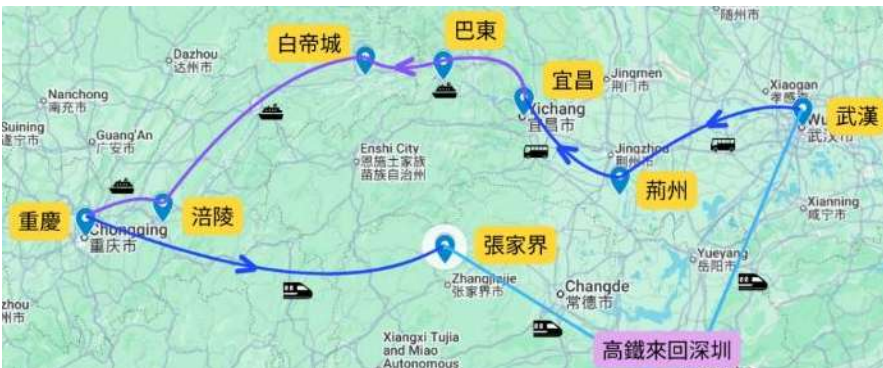 随州市
白帝城
巴東
Dazhou
达州市
宜昌
Jingmen
荆门市
Xiaogan
孝感市
武漢
武汉市
Nanchong
南充市
Yichang
宜昌市
Suining
遂宁市
Guang'An
广安市
Enshi City
恩施土家族
苗族自治州
Jingzhou
荆州市
荊州
Xianning
咸宁市
重慶
涪陵
Chongqing
重庆市
張家界
Yueyang
岳阳市
Zhangjiajie
张家界市
Changde
常德市
zhou
州市
Xiangxi Tujia
and Miao
Autonomous
高鐵來回深圳